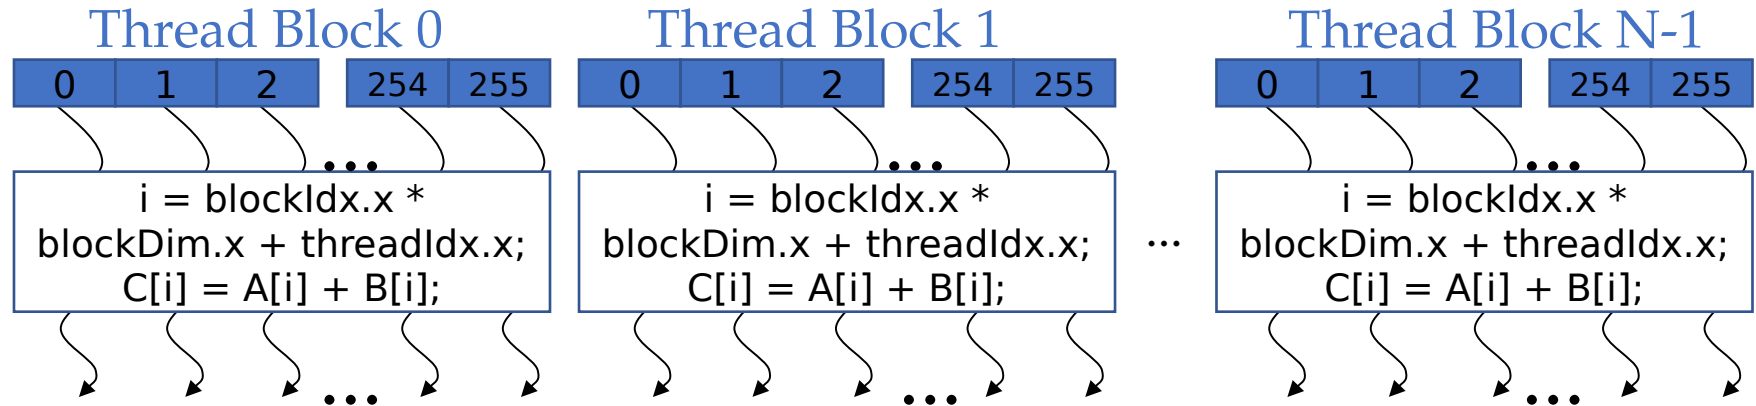 Thread Block 0
0 1 2 254 255
...
i = blockIdx.x *
blockDim.x + threadIdx.x;
C[i] = A[i] + B[i];
...
Thread Block 1
0 1 2 254 255
...
i = blockIdx.x *
blockDim.x + threadIdx.x;
C[i] = A[i] + B[i];
...
...
Thread Block N-1
0 1 2 254 255
...
i = blockIdx.x *
blockDim.x + threadIdx.x;
C[i] = A[i] + B[i];
...